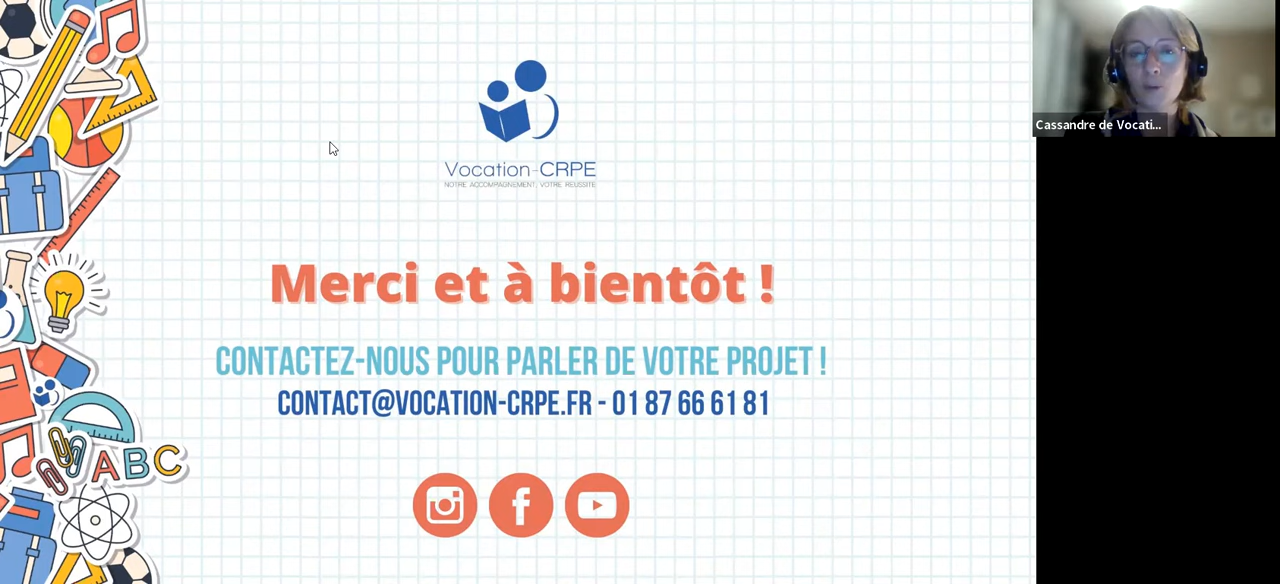 Cassandre de Vocati...
Vocation-CRPE
NOTRE ACCOMPAGNEMENT, VOTRE RÉUSSITE
Merci et à bientôt !
CONTACTEZ-NOUS POUR PARLER DE VOTRE PROJET !
CONTACT@VOCATION-CRPE.FR - 01 87 66 61 81
ABC